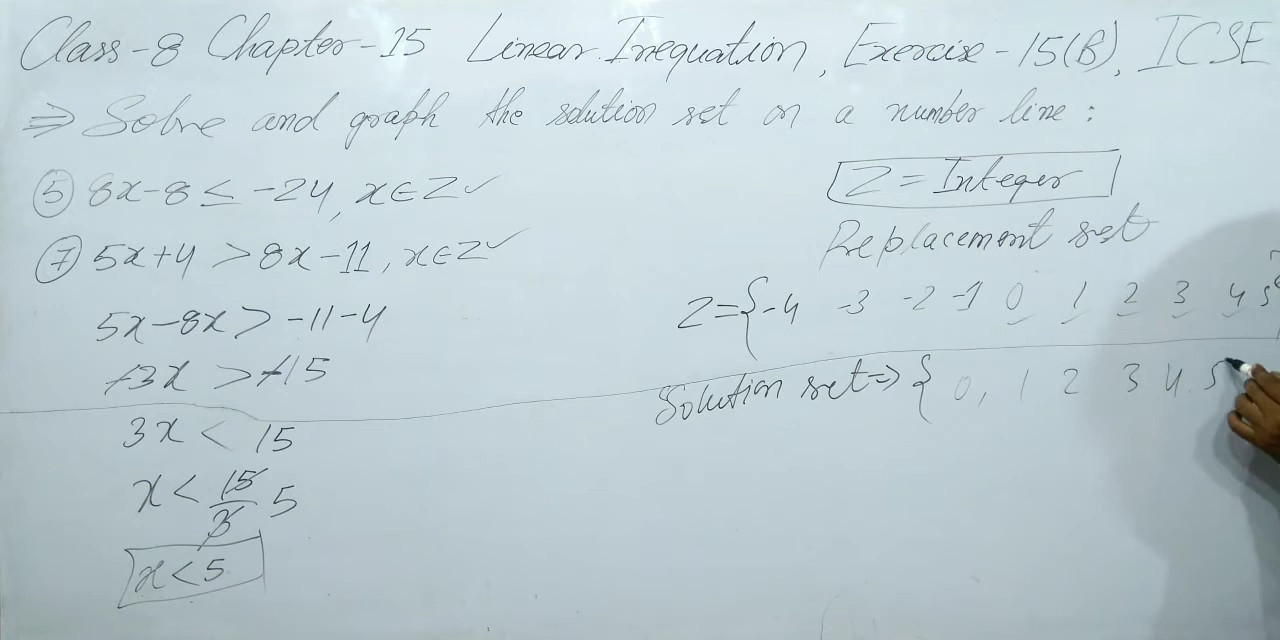 Class-8 Chapter-15 Linear Inequation, Exercise-15(B), ICSE
⇒ Solve and graph the solution set on a number line :
⑤ 8x-8 ≤ -24, x∈Z✓
Z = Integer
⑦ 5x+4 > 8x-11, x∈Z✓
Replacement set
5x-8x > -11-4
Z = { -4 -3 -2 -1 0 1 2 3 4 5
-3x > -15
Solution set ⇒ { 0, 1 2 3 4. 5
3x < 15
x < 15/3 5
x < 5